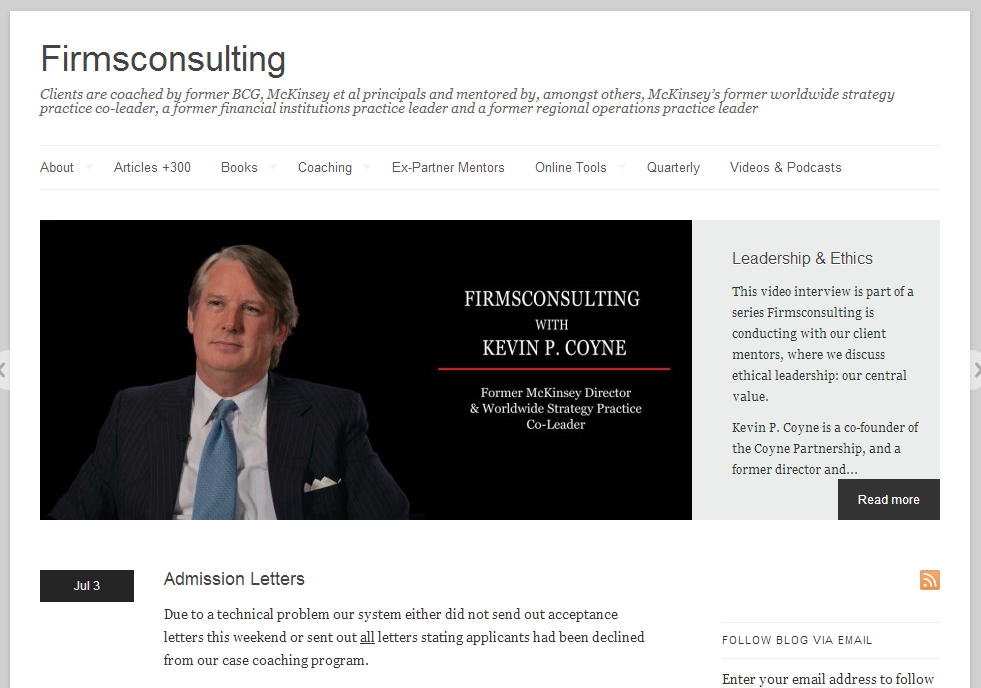 Firmsconsulting
Clients are coached by former BCG, McKinsey et al principals and mentored by, amongst others, McKinsey's former worldwide strategy
practice co-leader, a former financial institutions practice leader and a former regional operations practice leader
About Articles +300 Books Coaching Ex-Partner Mentors Online Tools Quarterly Videos & Podcasts
FIRMSCONSULTING
WITH
KEVIN P. COYNE
Former McKinsey Director
& Worldwide Strategy Practice
Co-Leader
Leadership & Ethics
This video interview is part of a
series Firmsconsulting is
conducting with our client
mentors, where we discuss
ethical leadership: our central
value.
Kevin P. Coyne is a co-founder of
the Coyne Partnership, and a
former director and...
Read more
Jul 3
Admission Letters
Due to a technical problem our system either did not send out acceptance
letters this weekend or sent out all letters stating applicants had been declined
from our case coaching program.
FOLLOW BLOG VIA EMAIL
Enter your email address to follow